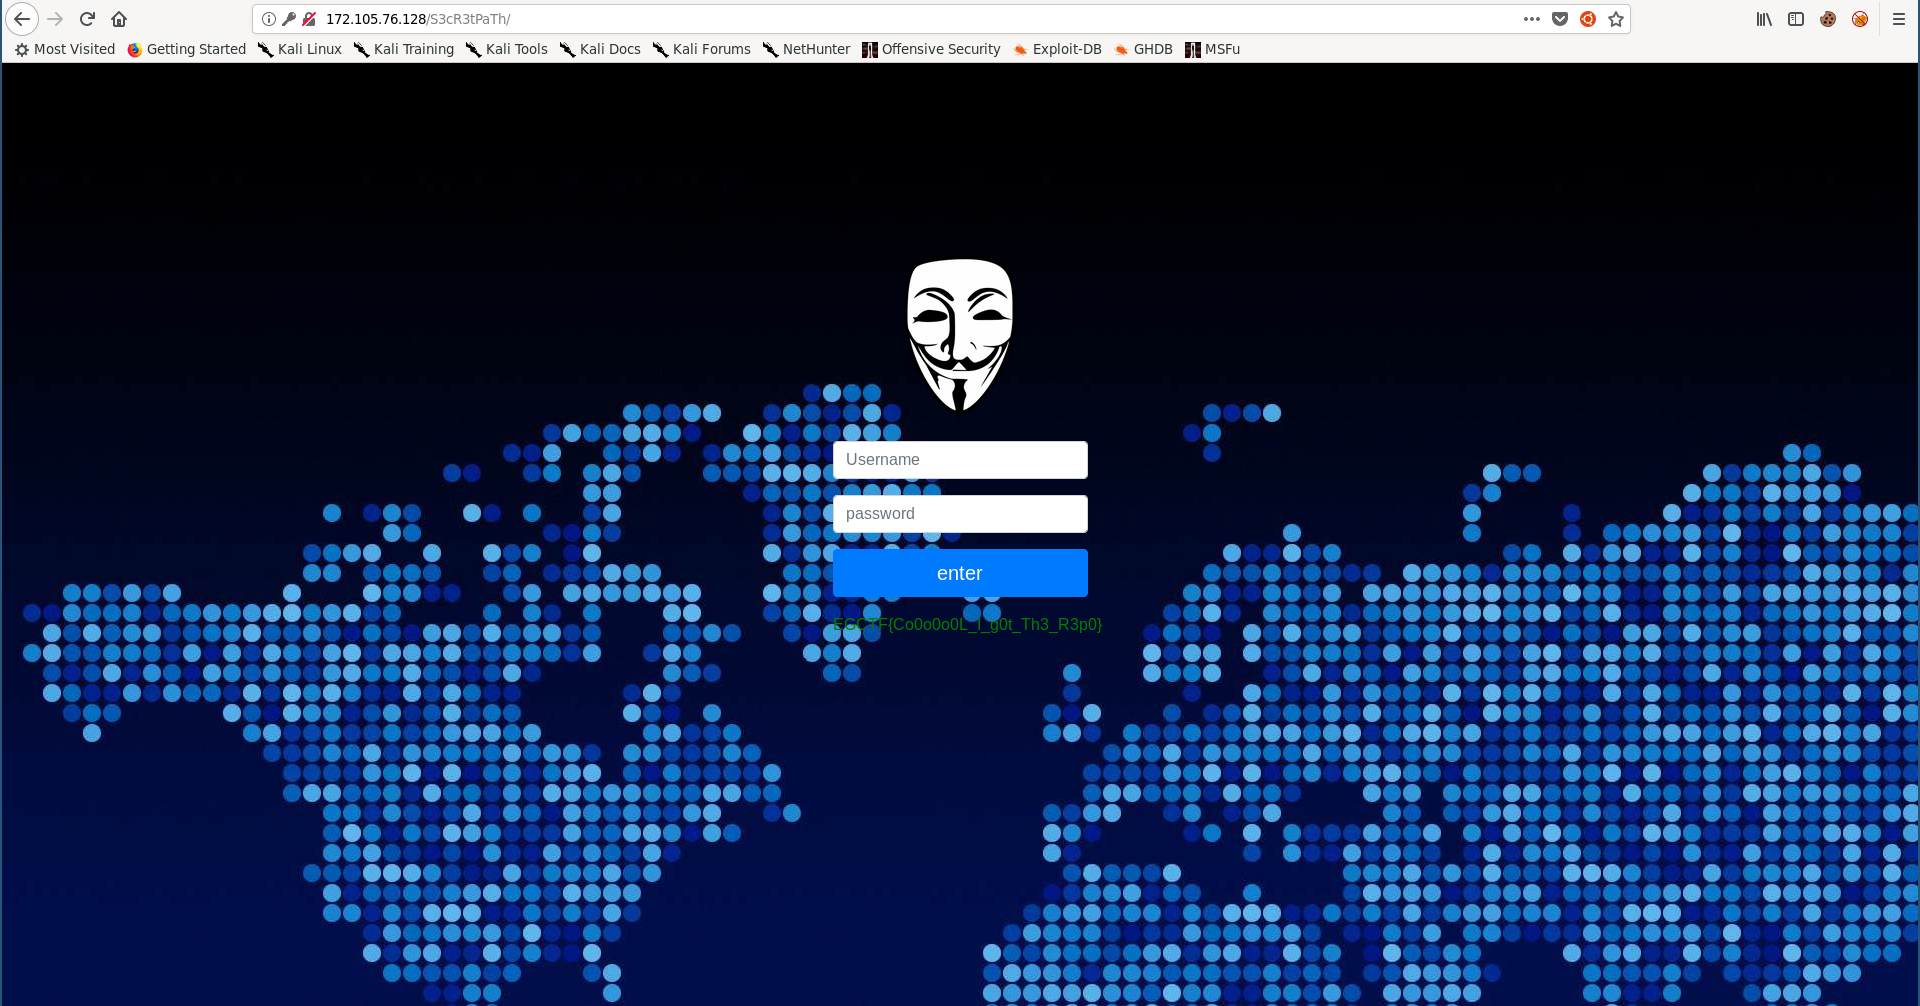 172.105.76.128/S3cR3tPaTh/
Most Visited Getting Started Kali Linux Kali Training Kali Tools Kali Docs Kali Forums NetHunter Offensive Security Exploit-DB GHDB MSFu
Username
password
enter
EGCTF{Co0o0o0L_I_g0t_Th3_R3p0}